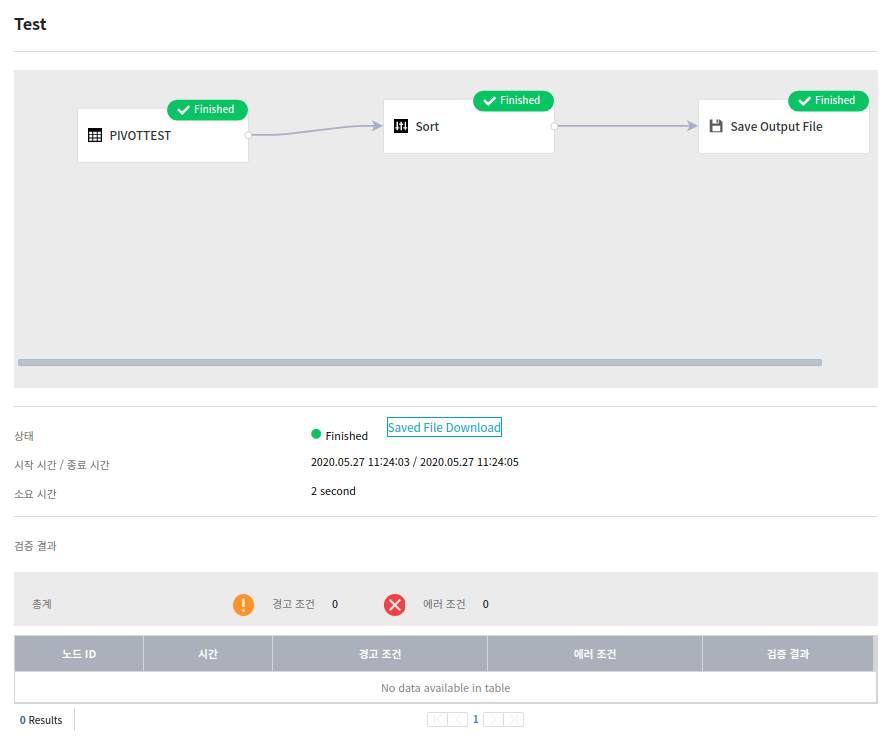 Test
Finished
Finished
Finished
PIVOTTEST
Sort
Save Output File
상태
Finished
Saved File Download
시작 시간 / 종료 시간
2020.05.27 11:24:03 / 2020.05.27 11:24:05
소요 시간
2 second
검증 결과
총계
경고 조건 0
에러 조건 0
노드 ID
시간
경고 조건
에러 조건
검증 결과
No data available in table
0 Results
1